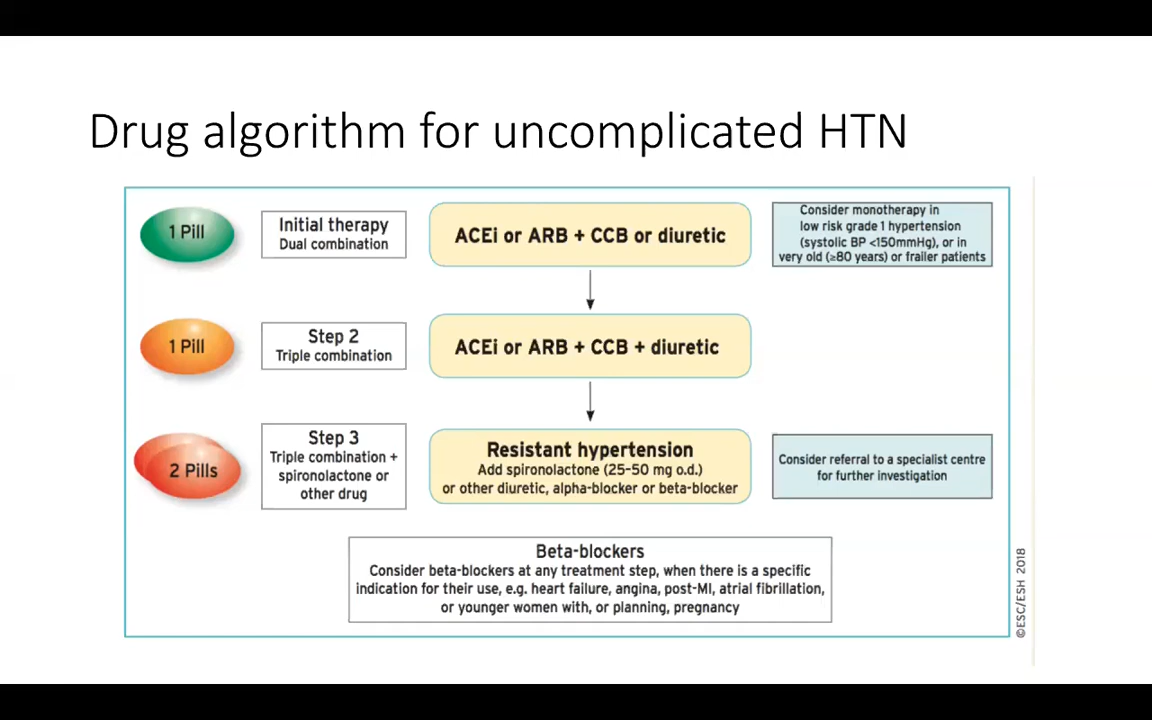 Drug algorithm for uncomplicated HTN
1 Pill
Initial therapy
Dual combination
ACEi or ARB + CCB or diuretic
Consider monotherapy in
low risk grade 1 hypertension
(systolic BP <150mmHg), or in
very old (≥80 years) or frailer patients
1 Pill
Step 2
Triple combination
ACEi or ARB + CCB + diuretic
2 Pills
Step 3
Triple combination +
spironolactone or
other drug
Resistant hypertension
Add spironolactone (25-50 mg o.d.)
or other diuretic, alpha-blocker or beta-blocker
Consider referral to a specialist centre
for further investigation
Beta-blockers
Consider beta-blockers at any treatment step, when there is a specific
indication for their use, e.g. heart failure, angina, post-MI, atrial fibrillation,
or younger women with, or planning, pregnancy
©ESC/ESH 2018